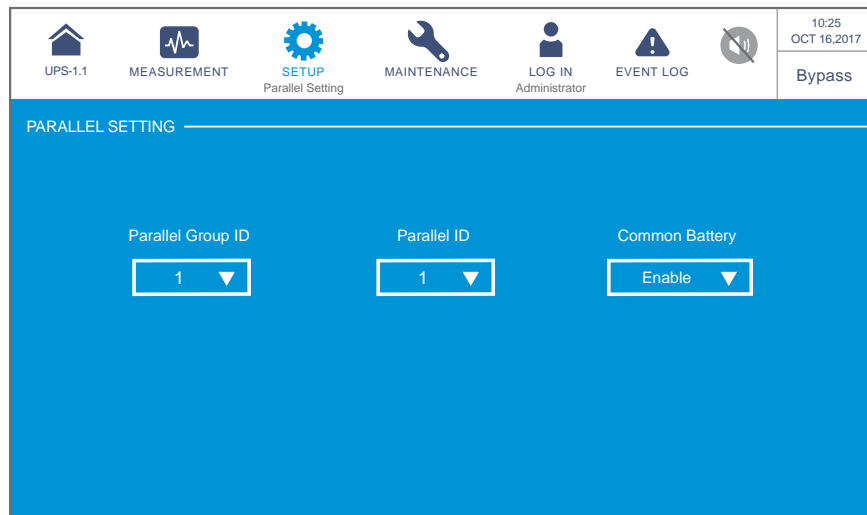 10:25
OCT 16,2017
UPS-1.1
MEASUREMENT
SETUP
Parallel Setting
MAINTENANCE
LOG IN
Administrator
EVENT LOG
Bypass
PARALLEL SETTING
Parallel Group ID
Parallel ID
Common Battery
1
1
Enable